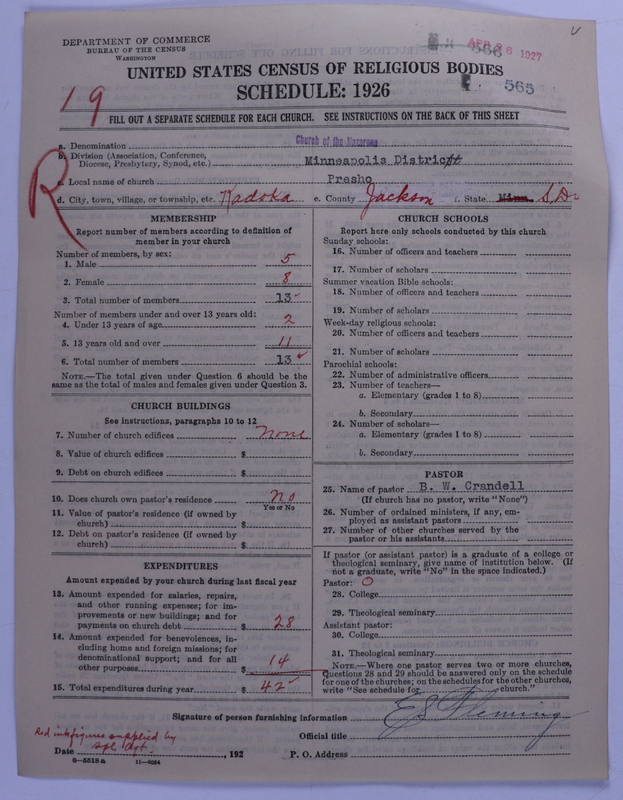 DEPARTMENT OF COMMERCE
BUREAU OF THE CENSUS
WASHINGTON
566
APR 26 1927
565
UNITED STATES CENSUS OF RELIGIOUS BODIES
SCHEDULE: 1926
19
FILL OUT A SEPARATE SCHEDULE FOR EACH CHURCH. SEE INSTRUCTIONS ON THE BACK OF THIS SHEET
R
a. Denomination Church of the Nazarene
b. Division (Association, Conference, Diocese, Presbytery, Synod, etc.) Minneapolis District
c. Local name of church Presho
d. City, town, village, or township, etc. Kadoka e. County Jackson f. State Minn. S.D.
MEMBERSHIP
Report number of members according to definition of member in your church
Number of members, by sex:
1. Male 5
2. Female 8
3. Total number of members 13
Number of members under and over 13 years old:
4. Under 13 years of age 2
5. 13 years old and over 11
6. Total number of members 13
NOTE.—The total given under Question 6 should be the same as the total of males and females given under Question 3.
CHURCH BUILDINGS
See instructions, paragraphs 10 to 12
7. Number of church edifices none
8. Value of church edifices $
9. Debt on church edifices $
10. Does church own pastor's residence no
Yes or No
11. Value of pastor's residence (if owned by church) $
12. Debt on pastor's residence (if owned by church) $
EXPENDITURES
Amount expended by your church during last fiscal year
13. Amount expended for salaries, repairs, and other running expenses; for improvements or new buildings; and for payments on church debt $ 28
14. Amount expended for benevolences, including home and foreign missions; for denominational support; and for all other purposes $ 14
15. Total expenditures during year $ 42
CHURCH SCHOOLS
Report here only schools conducted by this church
Sunday schools:
16. Number of officers and teachers
17. Number of scholars
Summer vacation Bible schools:
18. Number of officers and teachers
19. Number of scholars
Week-day religious schools:
20. Number of officers and teachers
21. Number of scholars
Parochial schools:
22. Number of administrative officers
23. Number of teachers—
a. Elementary (grades 1 to 8)
b. Secondary
24. Number of scholars—
a. Elementary (grades 1 to 8)
b. Secondary
PASTOR
25. Name of pastor B. W. Crandell
(If church has no pastor, write "None")
26. Number of ordained ministers, if any, employed as assistant pastors
27. Number of other churches served by the pastor or his assistants
If pastor (or assistant pastor) is a graduate of a college or theological seminary, give name of institution below. (If not a graduate, write "No" in the space indicated.)
Pastor: O
28. College
29. Theological seminary
Assistant pastor:
30. College
31. Theological seminary
NOTE.—Where one pastor serves two or more churches, Questions 28 and 29 should be answered only on the schedule for one of the churches; on the schedules for the other churches, write "See schedule for church."
Signature of person furnishing information E S Fleming
Official title
Red ink figures supplied by
Spl Agt.
Date , 192 P. O. Address
6—5518a 11—9034